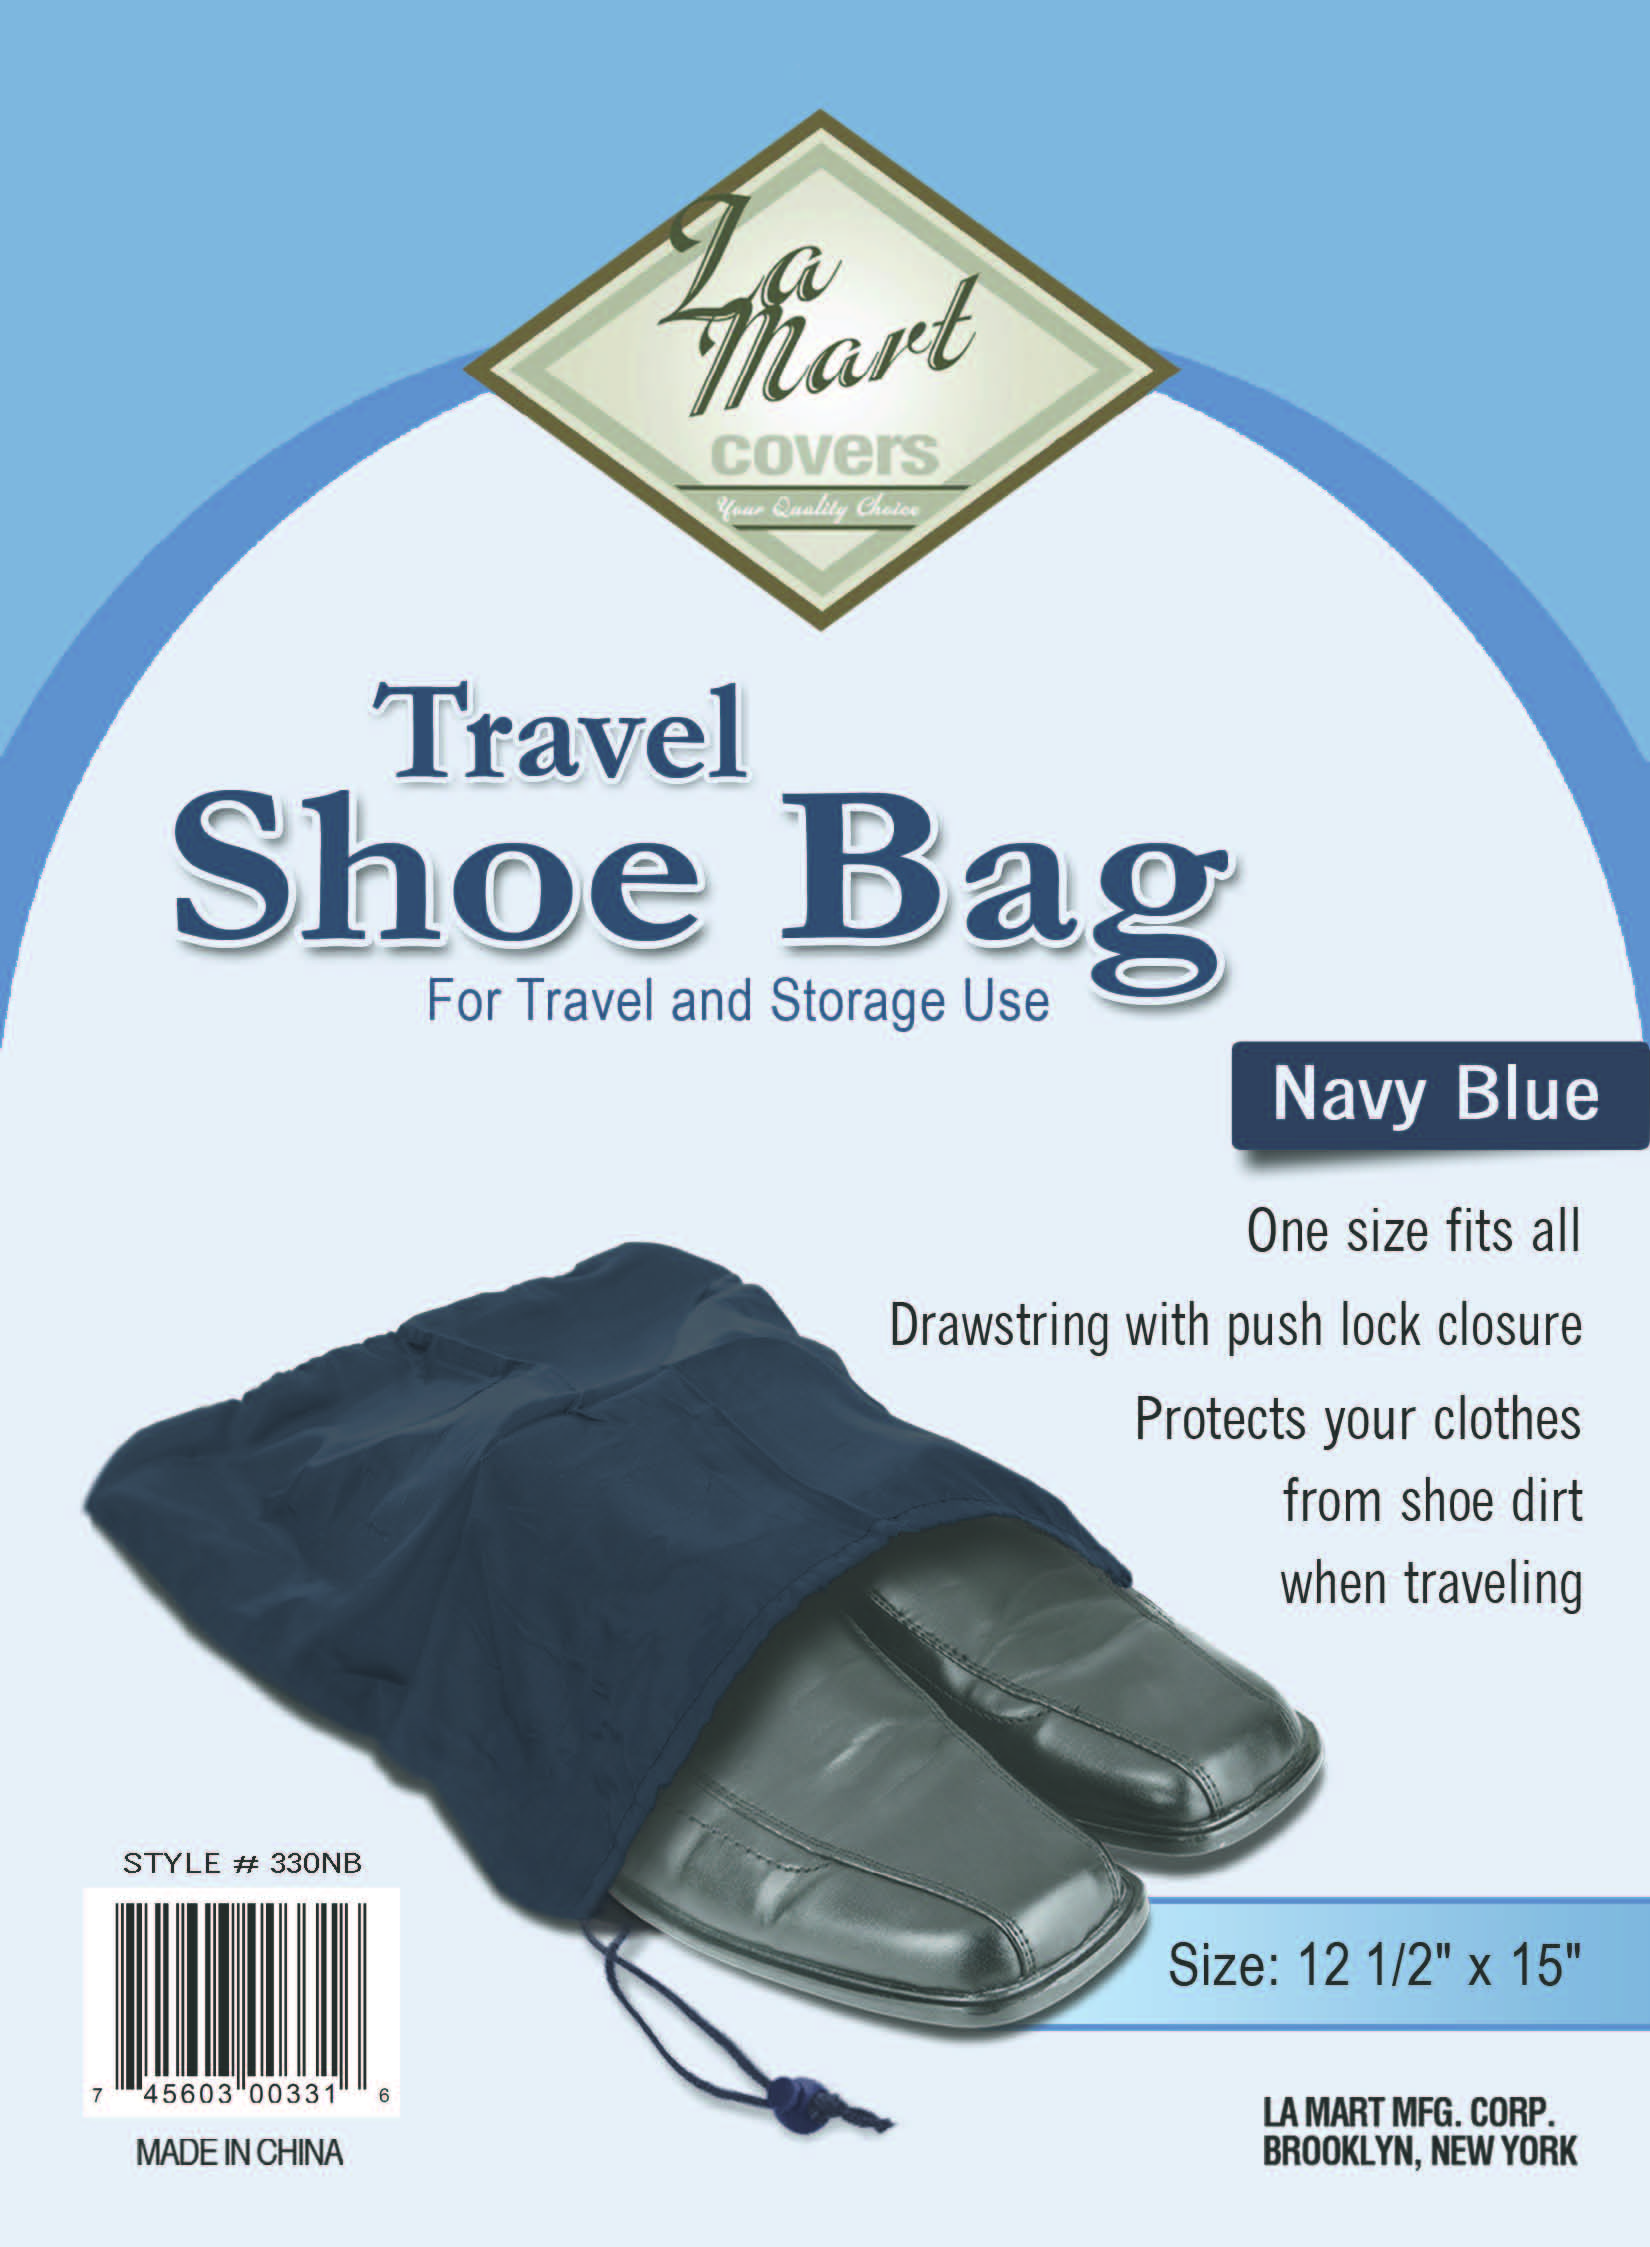 La
Mart
covers
Your Quality Choice
Travel
Shoe Bag
For Travel and Storage Use
Navy Blue
One size fits all
Drawstring with push lock closure
Protects your clothes
from shoe dirt
when traveling
STYLE # 330NB
7 45603 00331 6
MADE IN CHINA
Size: 12 1/2" x 15"
LA MART MFG. CORP.
BROOKLYN, NEW YORK